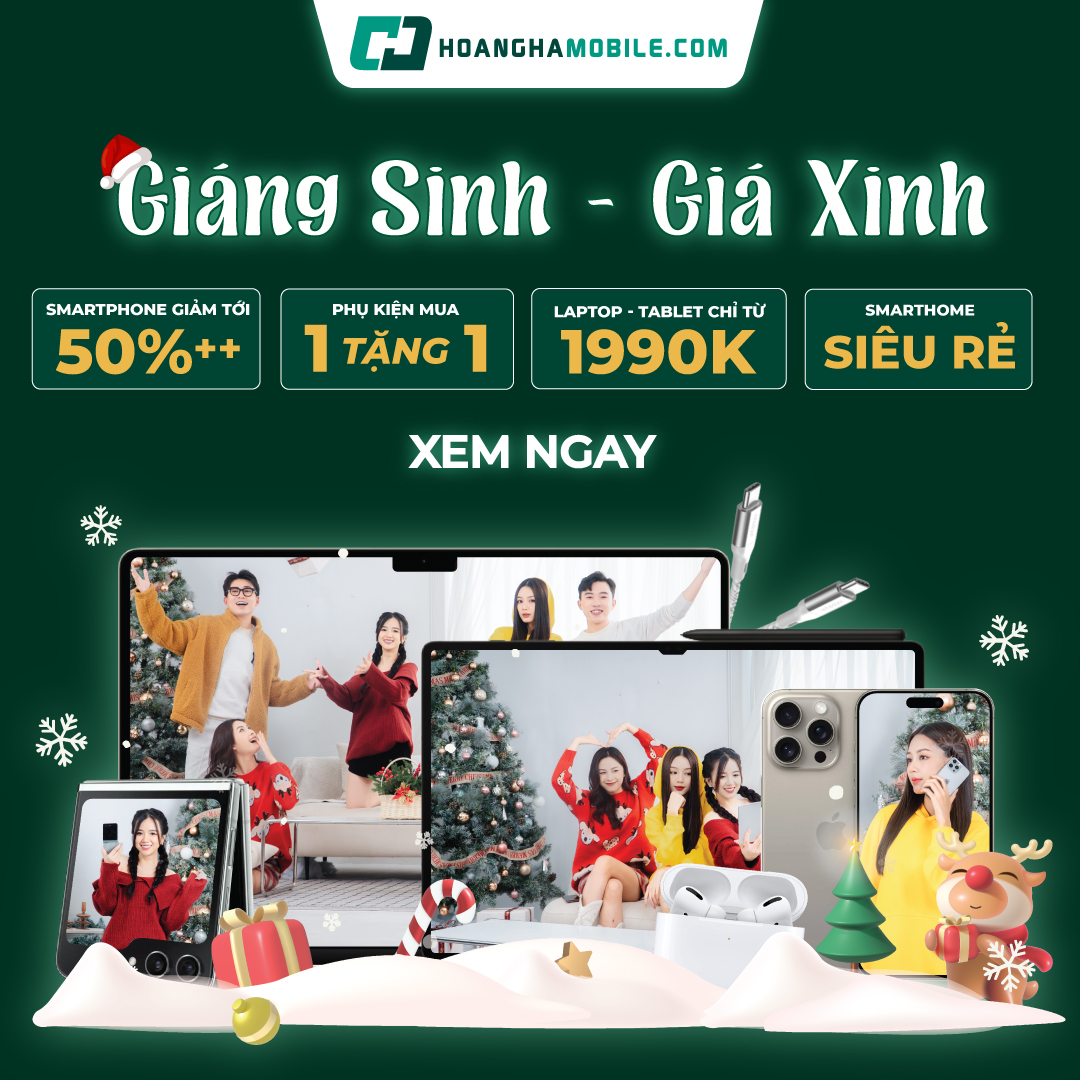 HOANGHAMOBILE.COM
Giáng Sinh - Giá Xinh
SMARTPHONE GIẢM TỚI
50%++
PHỤ KIỆN MUA
1 TẶNG 1
LAPTOP - TABLET CHỈ TỪ
1990K
SMARTHOME
SIÊU RẺ
XEM NGAY